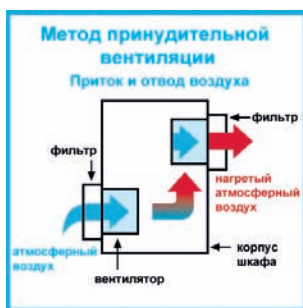 Метод принудительной
вентиляции
Приток и отвод воздуха
фильтр
фильтр
нагретый
атмосферный
воздух
атмосферный
воздух
вентилятор
корпус
шкафа